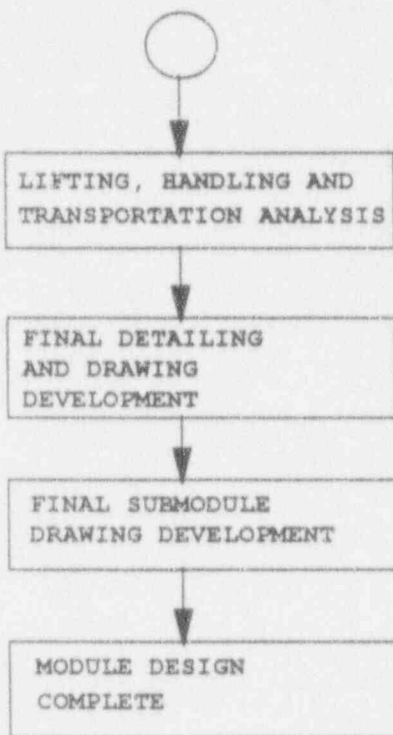 LIFTING, HANDLING AND
TRANSPORTATION ANALYSIS
FINAL DETAILING
AND DRAWING
DEVELOPMENT
FINAL SUBMODULE
DRAWING DEVELOPMENT
MODULE DESIGN
COMPLETE